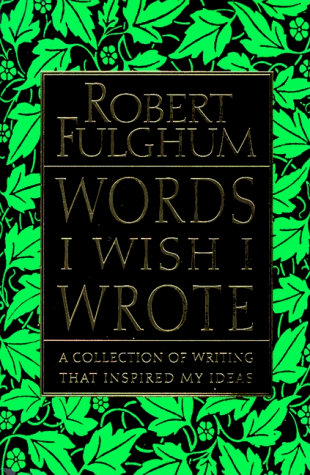 ROBERT
FULGHUM
WORDS
I WISH I
WROTE
A COLLECTION OF WRITING
THAT INSPIRED MY IDEAS